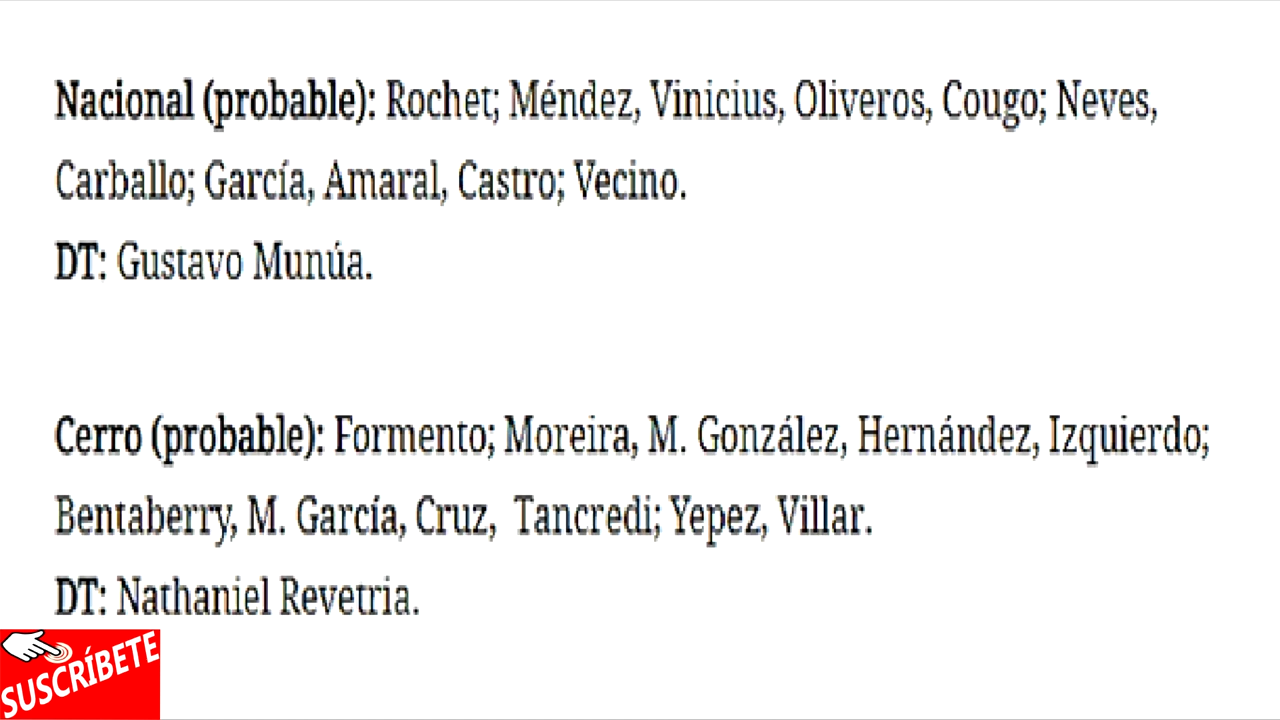 Nacional (probable): Rochet; Méndez, Vinicius, Oliveros, Cougo; Neves,
Carballo; García, Amaral, Castro; Vecino.
DT: Gustavo Munúa.
Cerro (probable): Formento; Moreira, M. González, Hernández, Izquierdo;
Bentaberry, M. García, Cruz, Tancredi; Yepez, Villar.
DT: Nathaniel Revetria.
SUSCRÍBETE